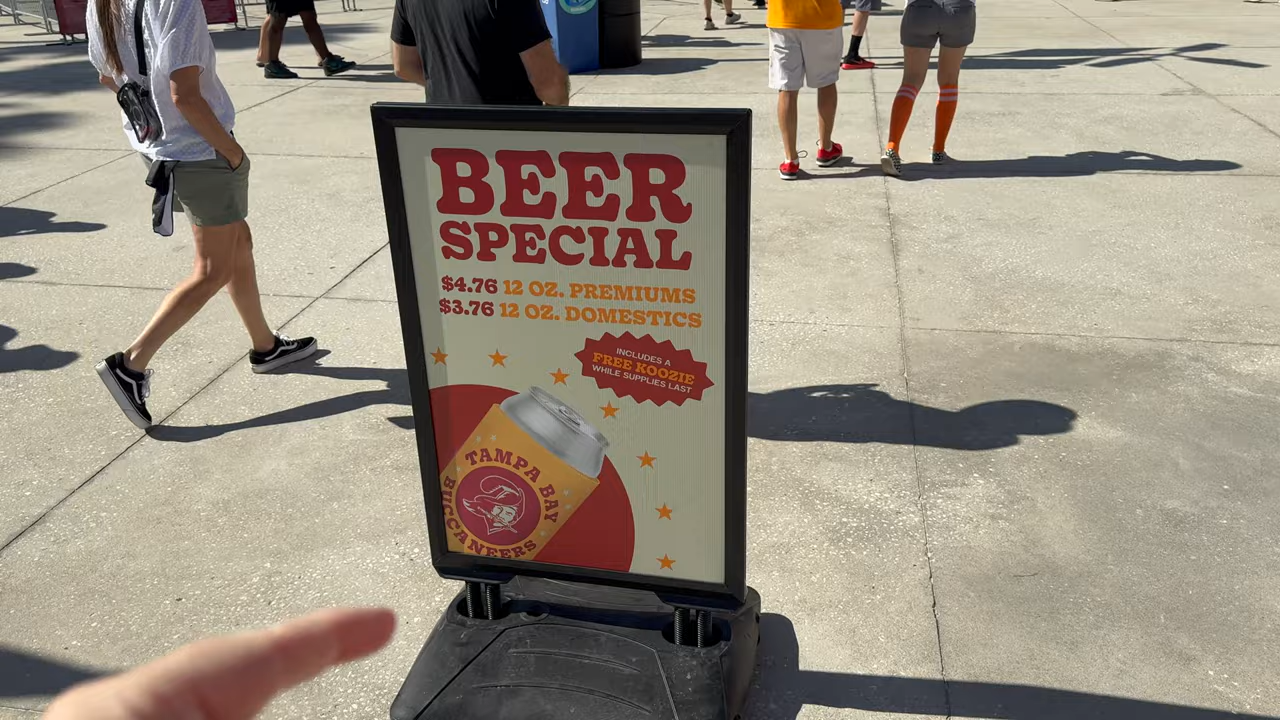 BEER
SPECIAL
$4.76 12 OZ. PREMIUMS
$3.76 12 OZ. DOMESTICS
INCLUDES A
FREE KOOZIE
WHILE SUPPLIES LAST
TAMPA BAY
BUCCANEERS